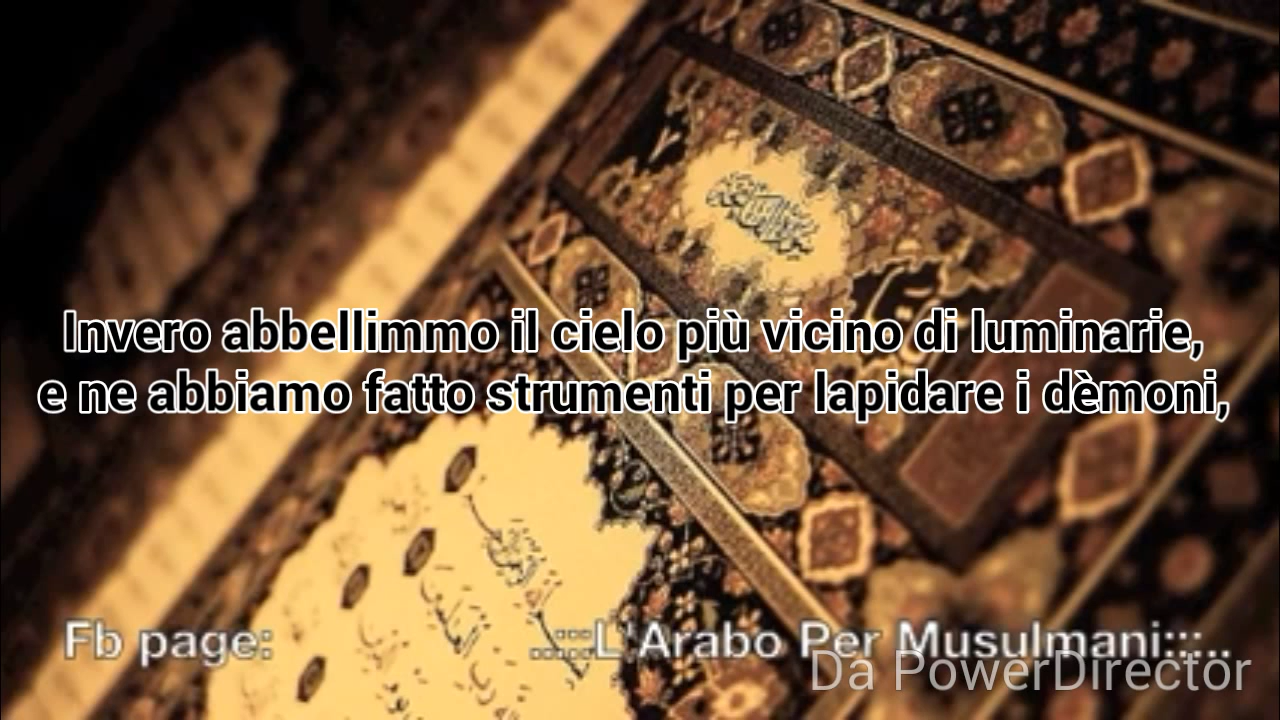 Invero abbellimmo il cielo più vicino di luminarie,
e ne abbiamo fatto strumenti per lapidare i dèmoni,
Fb page: ..:::L'Arabo Per Musulmani:::..
Da PowerDirector